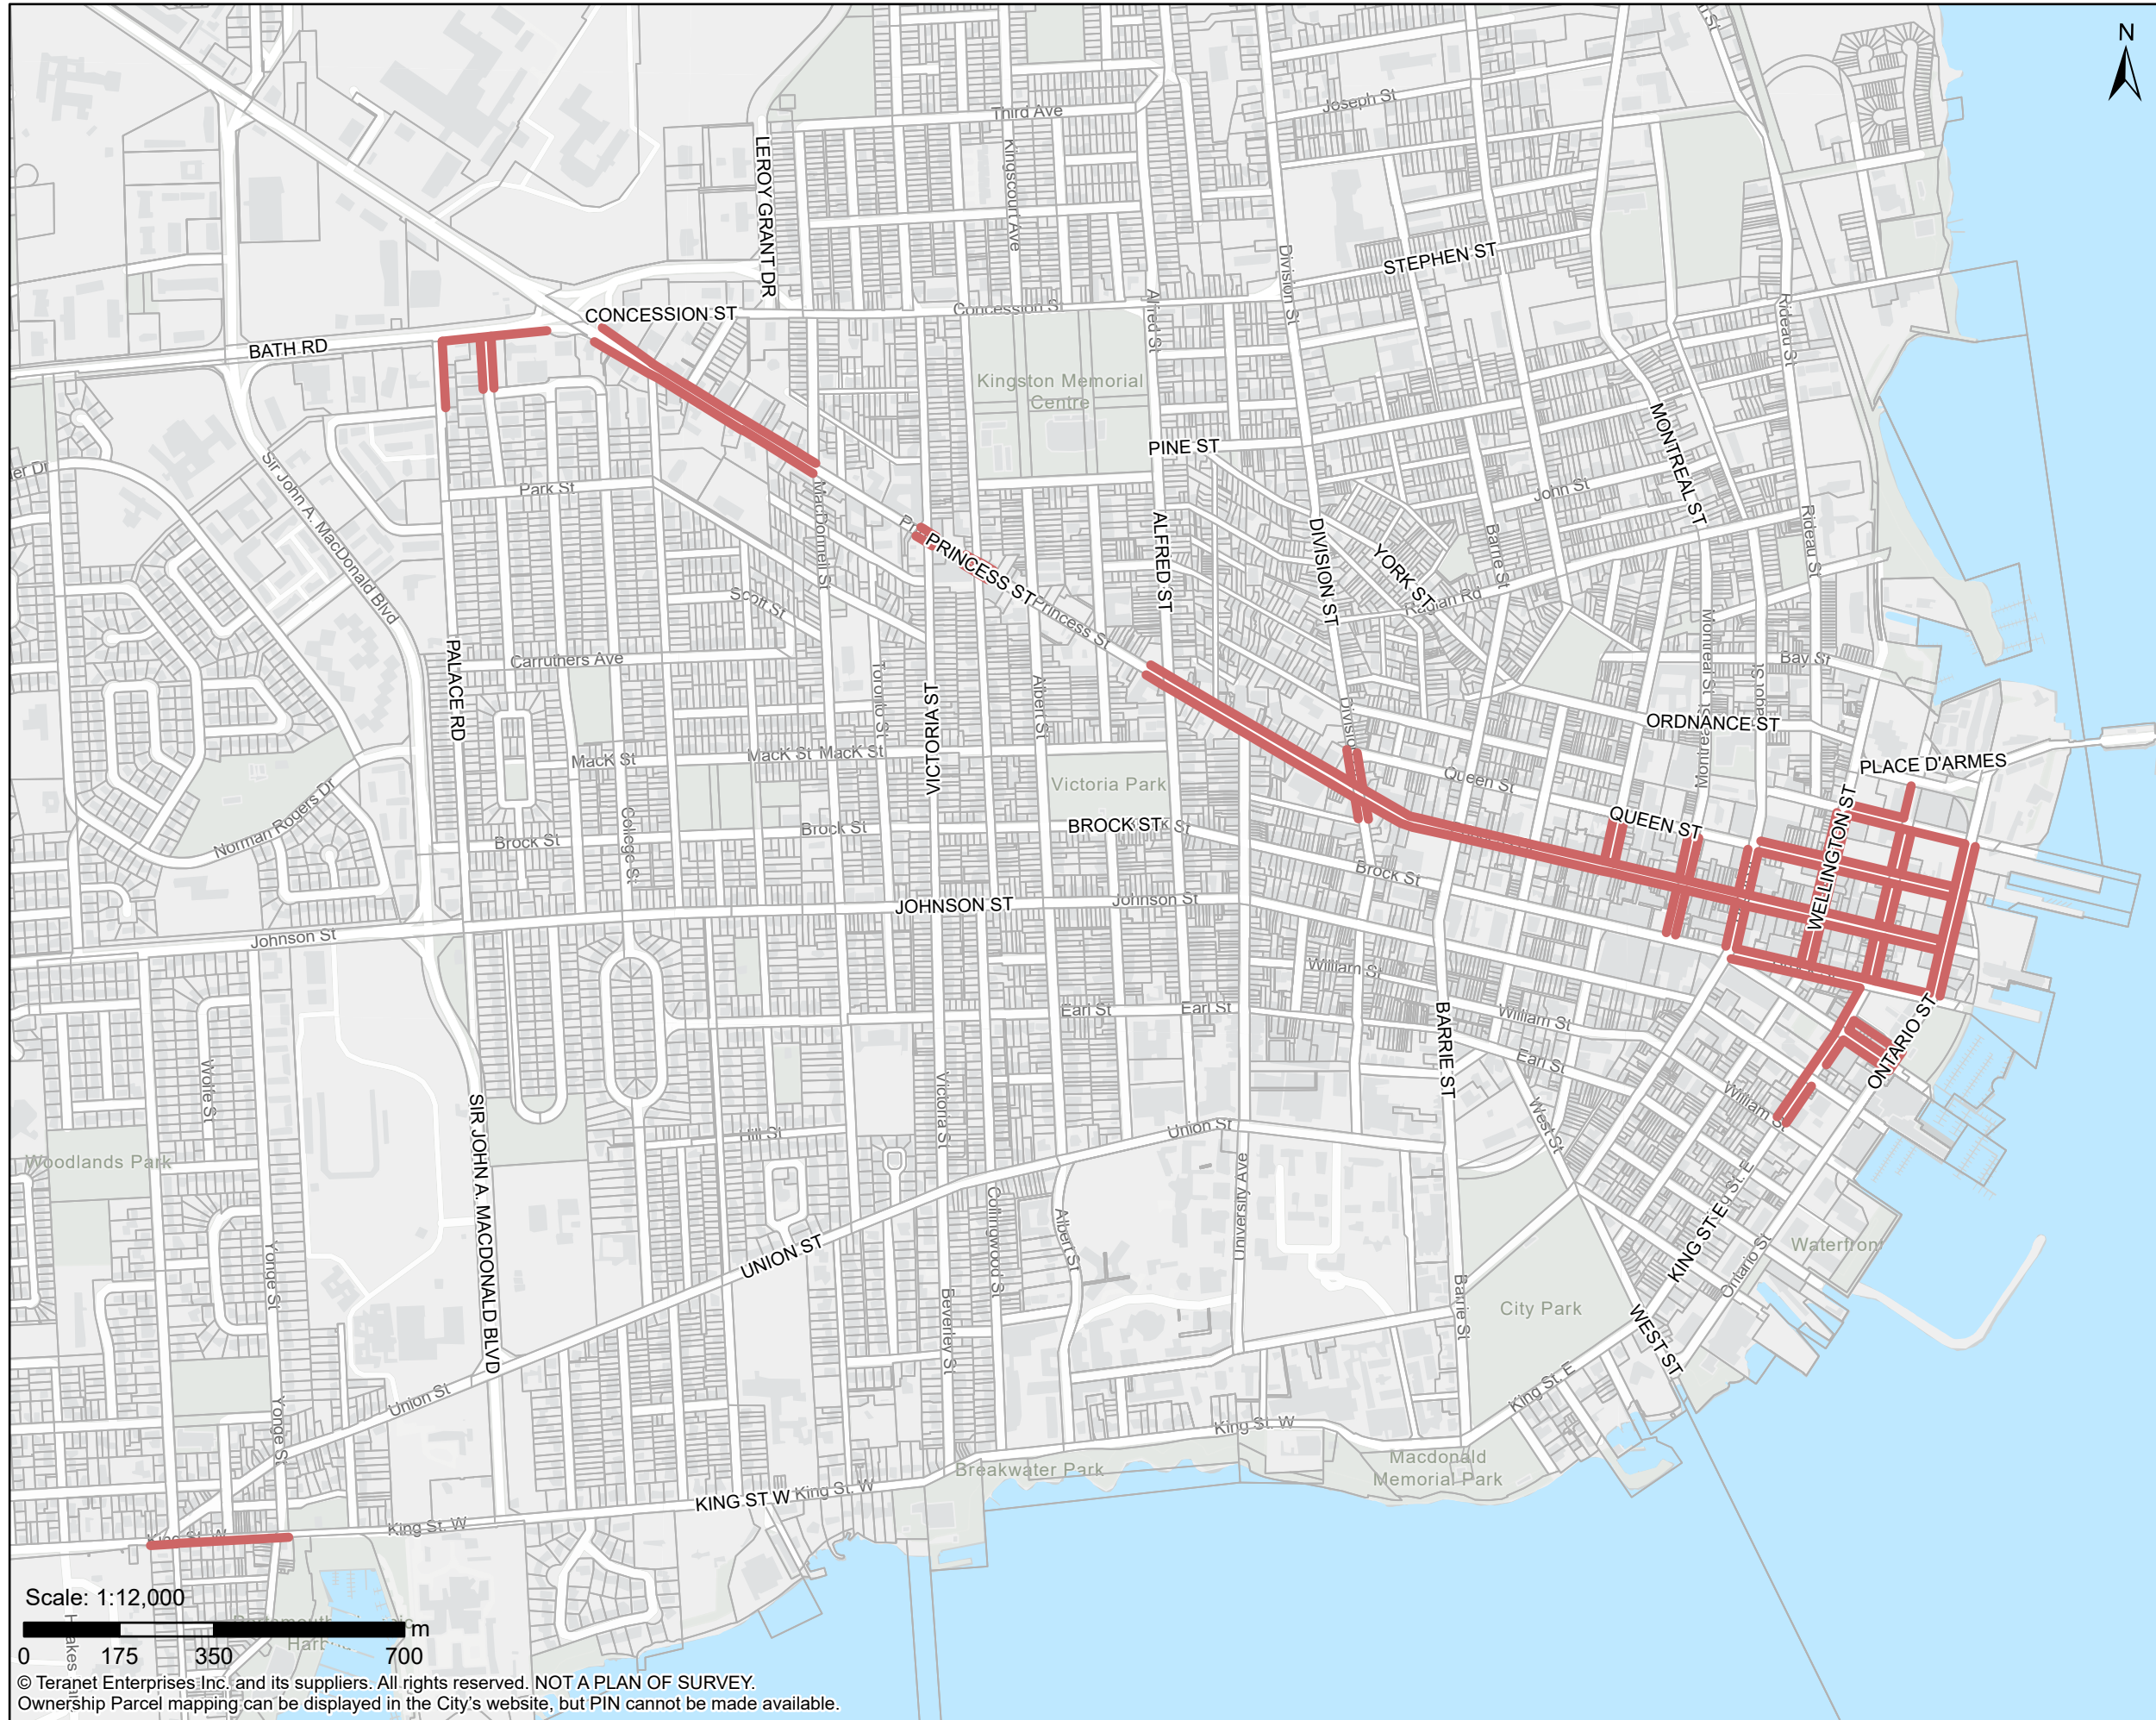 N
Joseph St
Third Ave
LEROY GRANT DR
Kingscourt Ave
Division St
STEPHEN ST
Alfred St
Rideau St
CONCESSION ST
Concession St
BATH RD
Kingston Memorial
Centre
MONTREAL ST
PINE ST
Sir John A. MacDonald Blvd
Park St
MacDonnell St
John St
Rideau St
ALFRED ST
DIVISION ST
YORK ST
Barrie St
PRINCESS ST
Princess St
Scott St
Raglan Rd
Montreal St
PALACE RD
Carruthers Ave
Toronto St
Albert St
VICTORIA ST
Bay St
ORDNANCE ST
MacK St
MacK St
MacK St
PLACE D'ARMES
Norman Rogers Dr
Victoria Park
Queen St
QUEEN ST
WELLINGTON ST
College St
Brock St
Brock St
BROCK ST
Brock St
JOHNSON ST
Johnson St
Johnson St
William St
Earl St
Earl St
William St
Earl St
BARRIE ST
ONTARIO ST
Wolfe St
Victoria St
SIR JOHN A. MACDONALD BLVD
Hill St
Union St
West St
William St
Woodlands Park
University Ave
Collingwood St
Albert St
UNION ST
Yonge St
KING ST E
King St. E
Ontario St
Waterfront
Beverley St
Barrie St
City Park
WEST ST
Union St
Yonge St
King St. E
King St. W
Macdonald
Memorial Park
Breakwater Park
KING ST W
King St. W
King St. W
King St. W
Scale: 1:12,000
m
0 175 350 700
© Teranet Enterprises Inc. and its suppliers. All rights reserved. NOT A PLAN OF SURVEY.
Ownership Parcel mapping can be displayed in the City's website, but PIN cannot be made available.